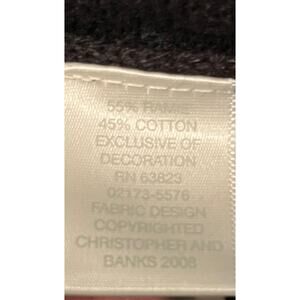 55% RAMIE
45% COTTON
EXCLUSIVE OF
DECORATION
RN 63823
02173-5576
FABRIC DESIGN
COPYRIGHTED
CHRISTOPHER AND
BANKS 2008